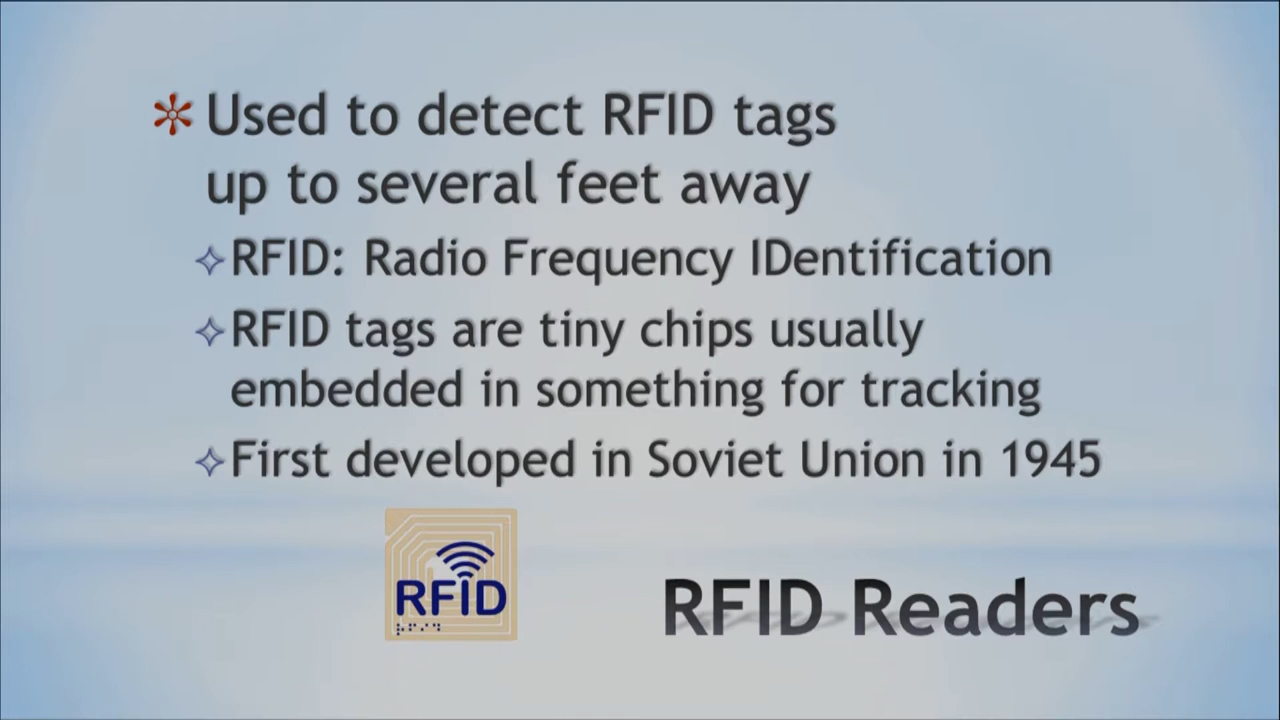 Used to detect RFID tags
up to several feet away
RFID: Radio Frequency IDentification
RFID tags are tiny chips usually
embedded in something for tracking
First developed in Soviet Union in 1945
RFID
RFID Readers